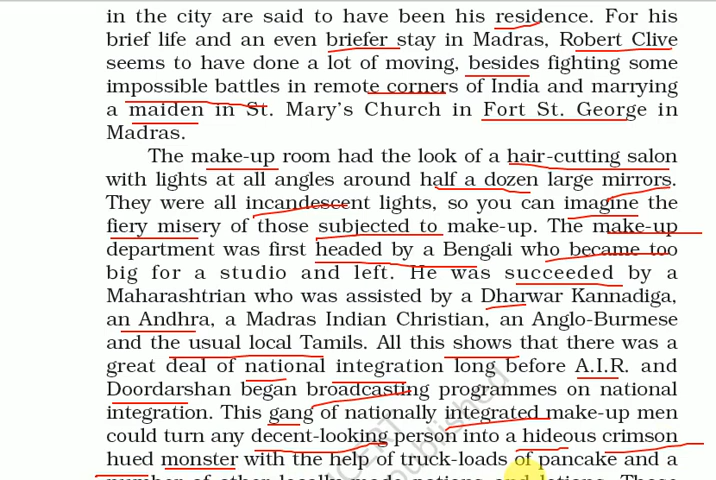 in the city are said to have been his residence. For his
brief life and an even briefer stay in Madras, Robert Clive
seems to have done a lot of moving, besides fighting some
impossible battles in remote corners of India and marrying
a maiden in St. Mary's Church in Fort St. George in
Madras.
The make-up room had the look of a hair-cutting salon
with lights at all angles around half a dozen large mirrors.
They were all incandescent lights, so you can imagine the
fiery misery of those subjected to make-up. The make-up
department was first headed by a Bengali who became too
big for a studio and left. He was succeeded by a
Maharashtrian who was assisted by a Dharwar Kannadiga,
an Andhra, a Madras Indian Christian, an Anglo-Burmese
and the usual local Tamils. All this shows that there was a
great deal of national integration long before A.I.R. and
Doordarshan began broadcasting programmes on national
integration. This gang of nationally integrated make-up men
could turn any decent-looking person into a hideous crimson
hued monster with the help of truck-loads of pancake and a
number of other locally made potions and lotions. Those